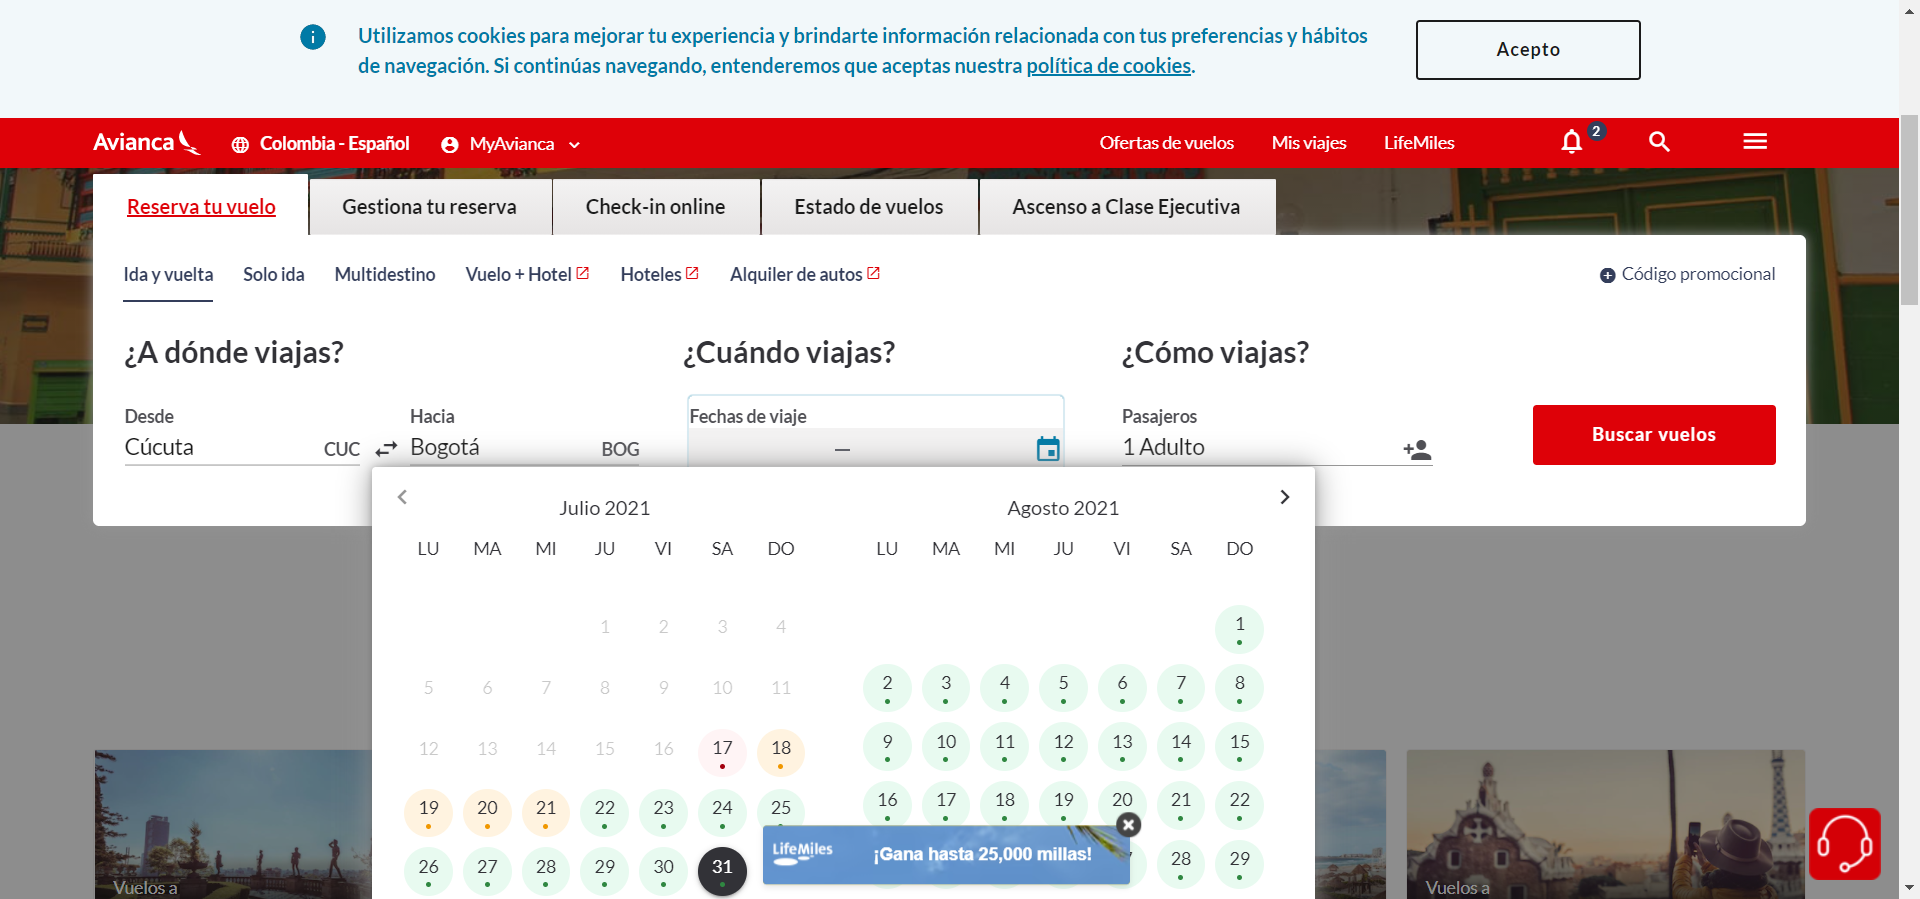 Utilizamos cookies para mejorar tu experiencia y brindarte información relacionada con tus preferencias y hábitos
de navegación. Si continúas navegando, entenderemos que aceptas nuestra política de cookies.
Acepto
Avianca
Colombia - Español
MyAvianca
Ofertas de vuelos
Mis viajes
LifeMiles
2
Reserva tu vuelo
Gestiona tu reserva
Check-in online
Estado de vuelos
Ascenso a Clase Ejecutiva
Ida y vuelta
Solo ida
Multidestino
Vuelo + Hotel
Hoteles
Alquiler de autos
Código promocional
¿A dónde viajas?
¿Cuándo viajas?
¿Cómo viajas?
Desde
Hacia
Fechas de viaje
Pasajeros
Cúcuta
CUC
Bogotá
BOG
—
1 Adulto
Buscar vuelos
Julio 2021
LU MA MI JU VI SA DO
1 2 3 4
5 6 7 8 9 10 11
12 13 14 15 16 17 18
19 20 21 22 23 24 25
26 27 28 29 30 31
Agosto 2021
LU MA MI JU VI SA DO
1
2 3 4 5 6 7 8
9 10 11 12 13 14 15
16 17 18 19 20 21 22
28 29
LifeMiles
¡Gana hasta 25,000 millas!
Vuelos a
Vuelos a